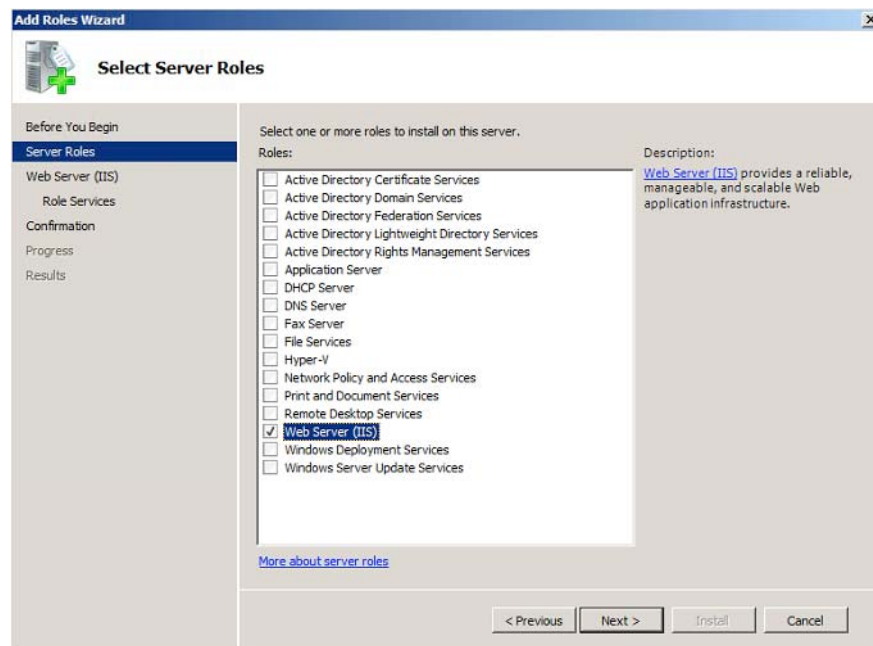 Add Roles Wizard
Select Server Roles
Before You Begin
Server Roles
Web Server (IIS)
Role Services
Confirmation
Progress
Results
Select one or more roles to install on this server.
Roles:
Active Directory Certificate Services
Active Directory Domain Services
Active Directory Federation Services
Active Directory Lightweight Directory Services
Active Directory Rights Management Services
Application Server
DHCP Server
DNS Server
Fax Server
File Services
Hyper-V
Network Policy and Access Services
Print and Document Services
Remote Desktop Services
Web Server (IIS)
Windows Deployment Services
Windows Server Update Services
More about server roles
Description:
Web Server (IIS) provides a reliable,
manageable, and scalable Web
application infrastructure.
< Previous
Next >
Install
Cancel